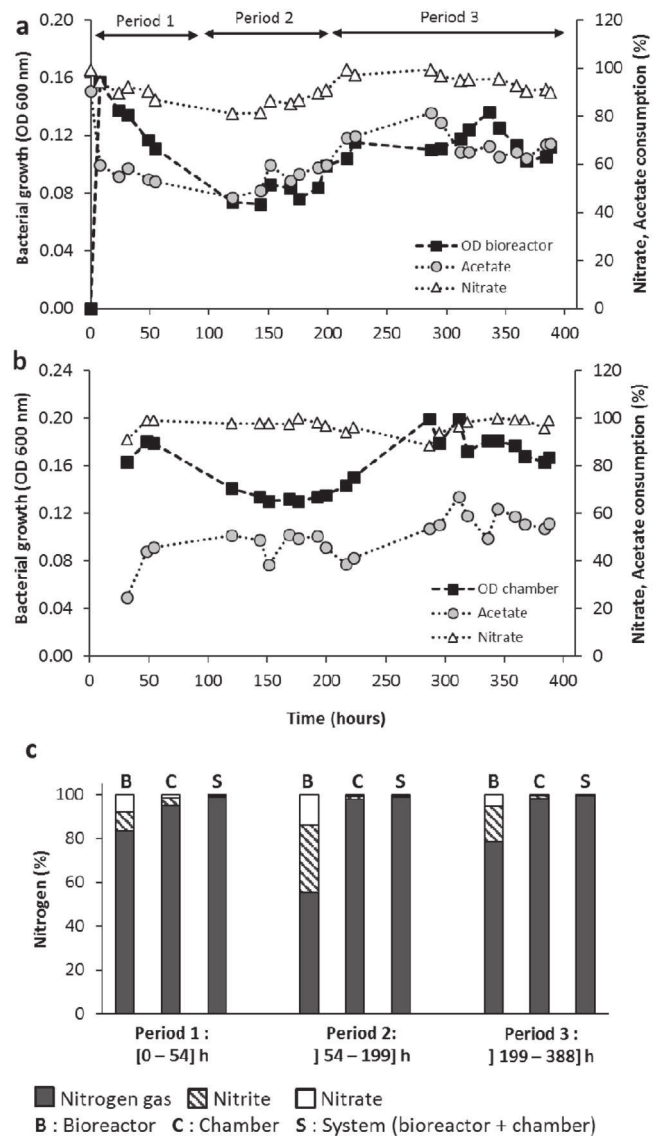 a
Period 1
Period 2
Period 3
Bacterial growth (OD 600 nm)
0.20
0.16
0.12
0.08
0.04
0.00
Nitrate, Acetate consumption (%)
120
100
80
60
40
20
0
OD bioreactor
Acetate
Nitrate
0 50 100 150 200 250 300 350 400
b
Bacterial growth (OD 600 nm)
0.24
0.20
0.16
0.12
0.08
0.04
0.00
Nitrate, Acetate consumption (%)
120
100
80
60
40
20
0
OD chamber
Acetate
Nitrate
0 50 100 150 200 250 300 350 400
Time (hours)
c
Nitrogen (%)
100
80
60
40
20
0
B C S B C S B C S
Period 1 : Period 2: Period 3 :
[0 – 54] h ] 54 – 199] h ] 199 – 388] h
Nitrogen gas Nitrite Nitrate
B : Bioreactor C : Chamber S : System (bioreactor + chamber)